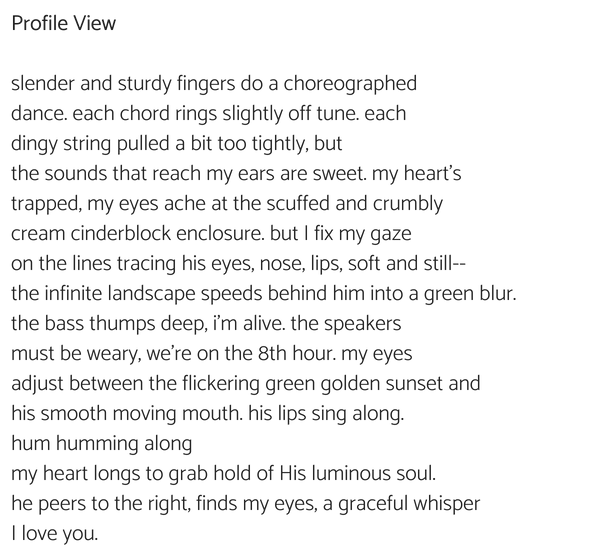 Profile View
slender and sturdy fingers do a choreographed
dance. each chord rings slightly off tune. each
dingy string pulled a bit too tightly, but
the sounds that reach my ears are sweet. my heart's
trapped, my eyes ache at the scuffed and crumbly
cream cinderblock enclosure. but I fix my gaze
on the lines tracing his eyes, nose, lips, soft and still--
the infinite landscape speeds behind him into a green blur.
the bass thumps deep, i'm alive. the speakers
must be weary, we're on the 8th hour. my eyes
adjust between the flickering green golden sunset and
his smooth moving mouth. his lips sing along.
hum humming along
my heart longs to grab hold of His luminous soul.
he peers to the right, finds my eyes, a graceful whisper
I love you.